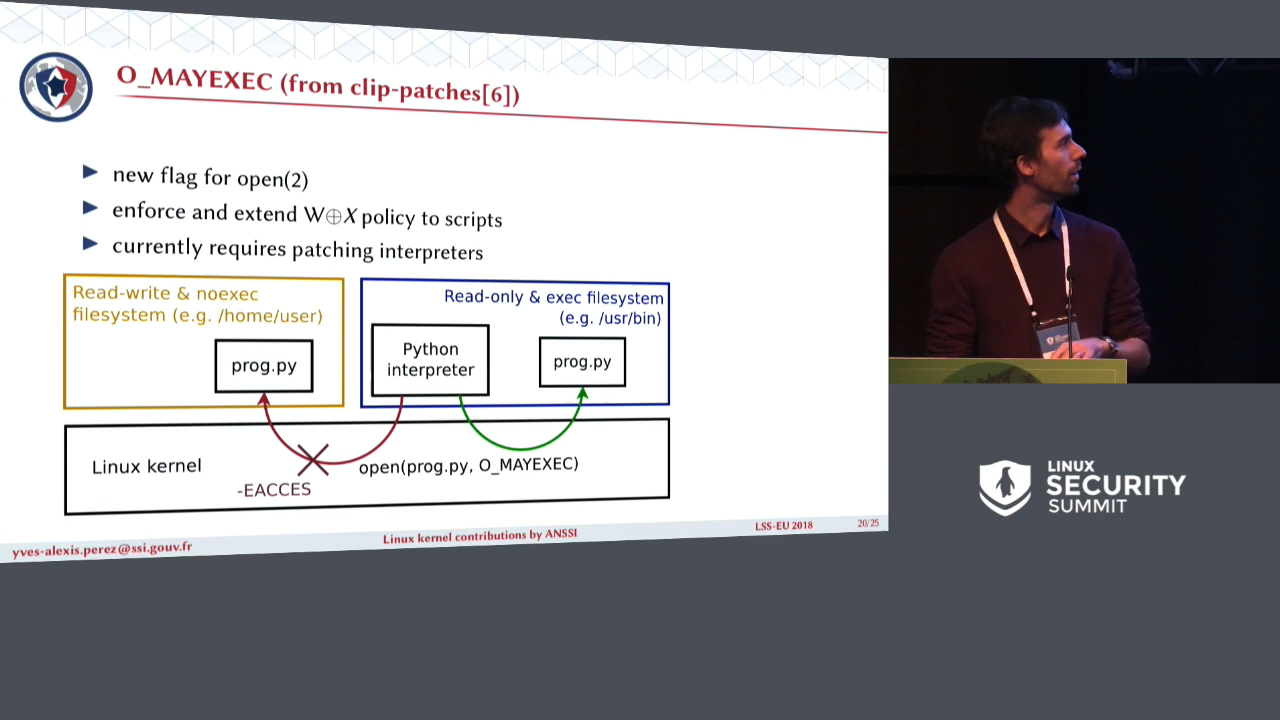 O_MAYEXEC (from clip-patches[6])
▶ new flag for open(2)
▶ enforce and extend W⊕X policy to scripts
▶ currently requires patching interpreters
Read-write & noexec
filesystem (e.g. /home/user)
prog.py
Read-only & exec filesystem
(e.g. /usr/bin)
Python
interpreter
prog.py
Linux kernel
-EACCES
open(prog.py, O_MAYEXEC)
yves-alexis.perez@ssi.gouv.fr
Linux kernel contributions by ANSSI
LSS-EU 2018
20/25
LINUX
SECURITY
SUMMIT